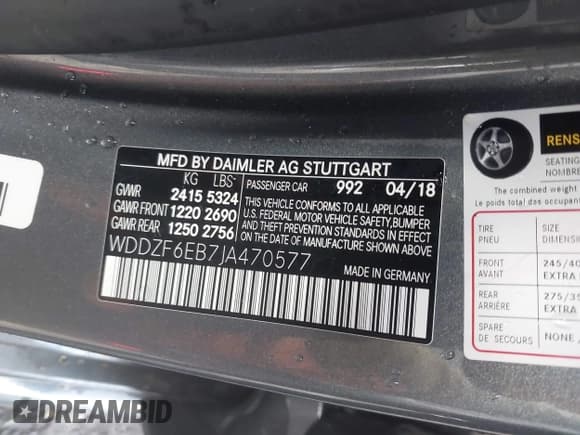 MFD BY DAIMLER AG STUTTGART
KG LBS
GVWR 2415 5324
GAWR FRONT 1220 2690
GAWR REAR 1250 2756
PASSENGER CAR 992 04/18
THIS VEHICLE CONFORMS TO ALL APPLICABLE
U.S. FEDERAL MOTOR VEHICLE SAFETY, BUMPER
AND THEFT PREVENTION STANDARDS IN EFFECT
ON THE DATE OF MANUFACTURE SHOWN ABOVE.
WDDZF6EB7JA470577
MADE IN GERMANY
RENS
SEATING
NOMBRE
The combined weight
Le poids total des occupant
TIRE
PNEU
SIZE
DIMENSI
FRONT
AVANT
245/40
EXTRA
REAR
ARRIÈRE
275/35
EXTRA
SPARE
DE SECOURS
NONE
DREAMBID